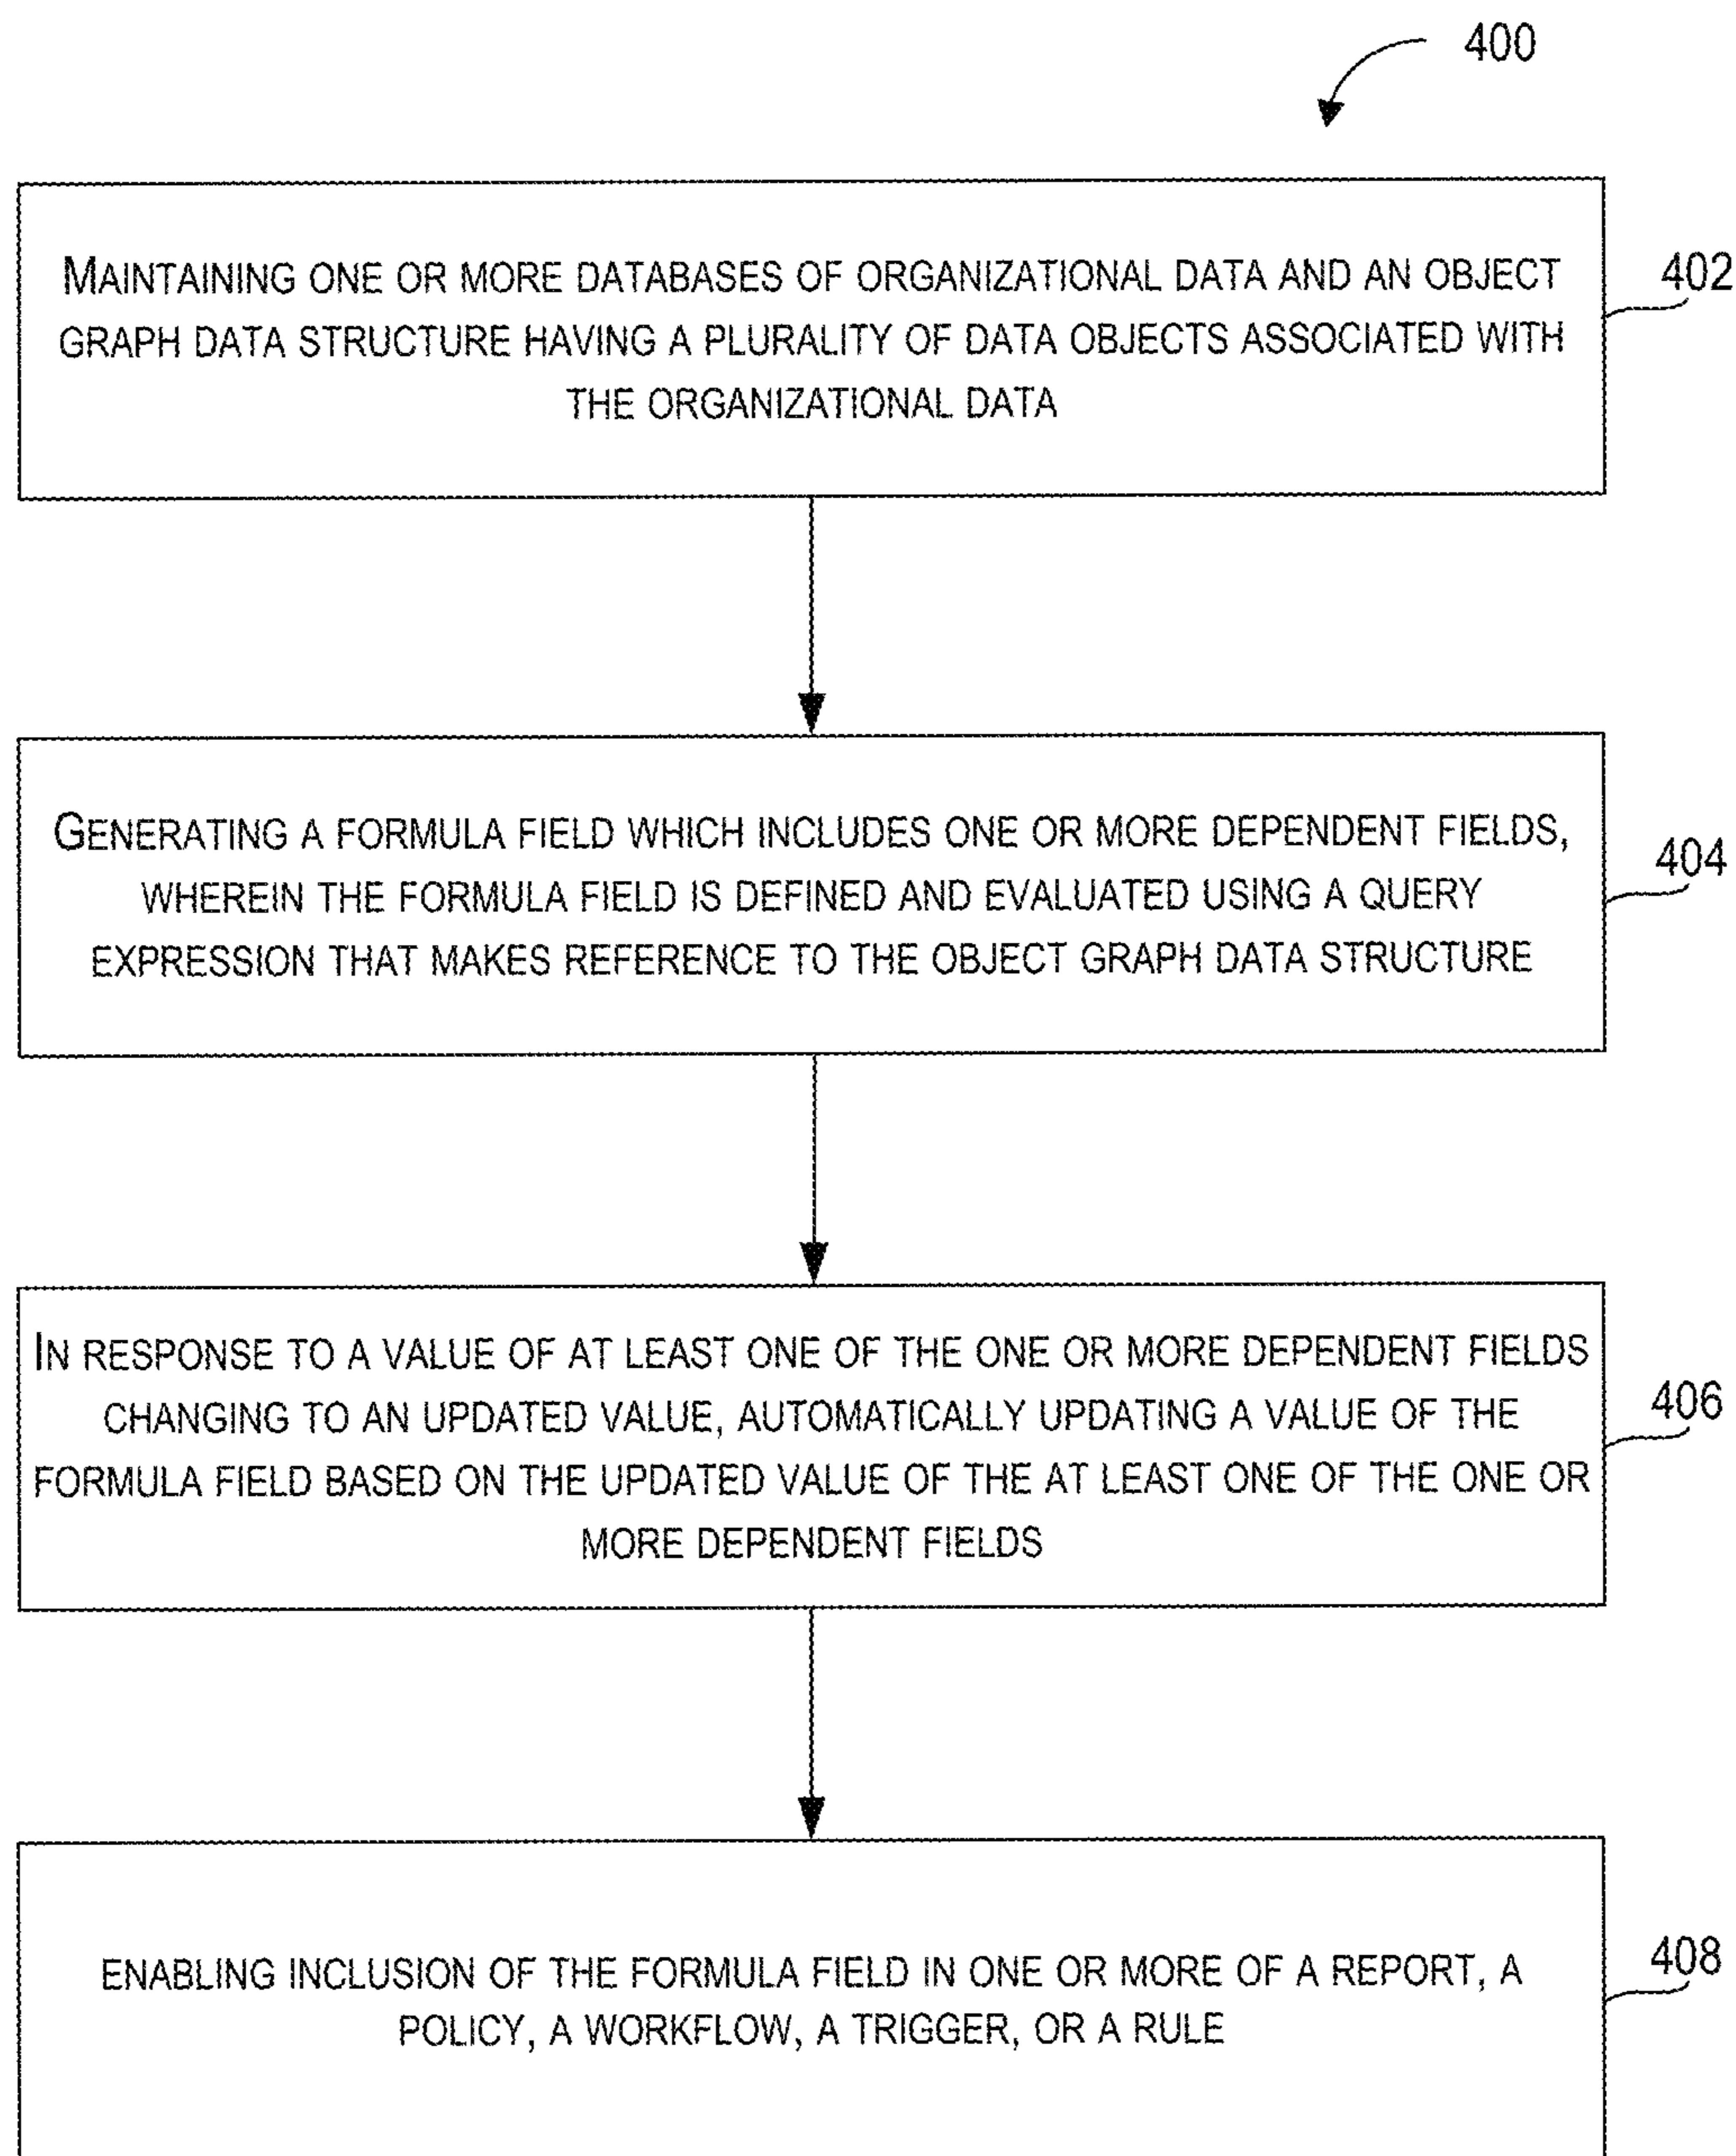 400
MAINTAINING ONE OR MORE DATABASES OF ORGANIZATIONAL DATA AND AN OBJECT
GRAPH DATA STRUCTURE HAVING A PLURALITY OF DATA OBJECTS ASSOCIATED WITH
THE ORGANIZATIONAL DATA
402
GENERATING A FORMULA FIELD WHICH INCLUDES ONE OR MORE DEPENDENT FIELDS,
WHEREIN THE FORMULA FIELD IS DEFINED AND EVALUATED USING A QUERY
EXPRESSION THAT MAKES REFERENCE TO THE OBJECT GRAPH DATA STRUCTURE
404
IN RESPONSE TO A VALUE OF AT LEAST ONE OF THE ONE OR MORE DEPENDENT FIELDS
CHANGING TO AN UPDATED VALUE, AUTOMATICALLY UPDATING A VALUE OF THE
FORMULA FIELD BASED ON THE UPDATED VALUE OF THE AT LEAST ONE OF THE ONE OR
MORE DEPENDENT FIELDS
406
ENABLING INCLUSION OF THE FORMULA FIELD IN ONE OR MORE OF A REPORT, A
POLICY, A WORKFLOW, A TRIGGER, OR A RULE
408